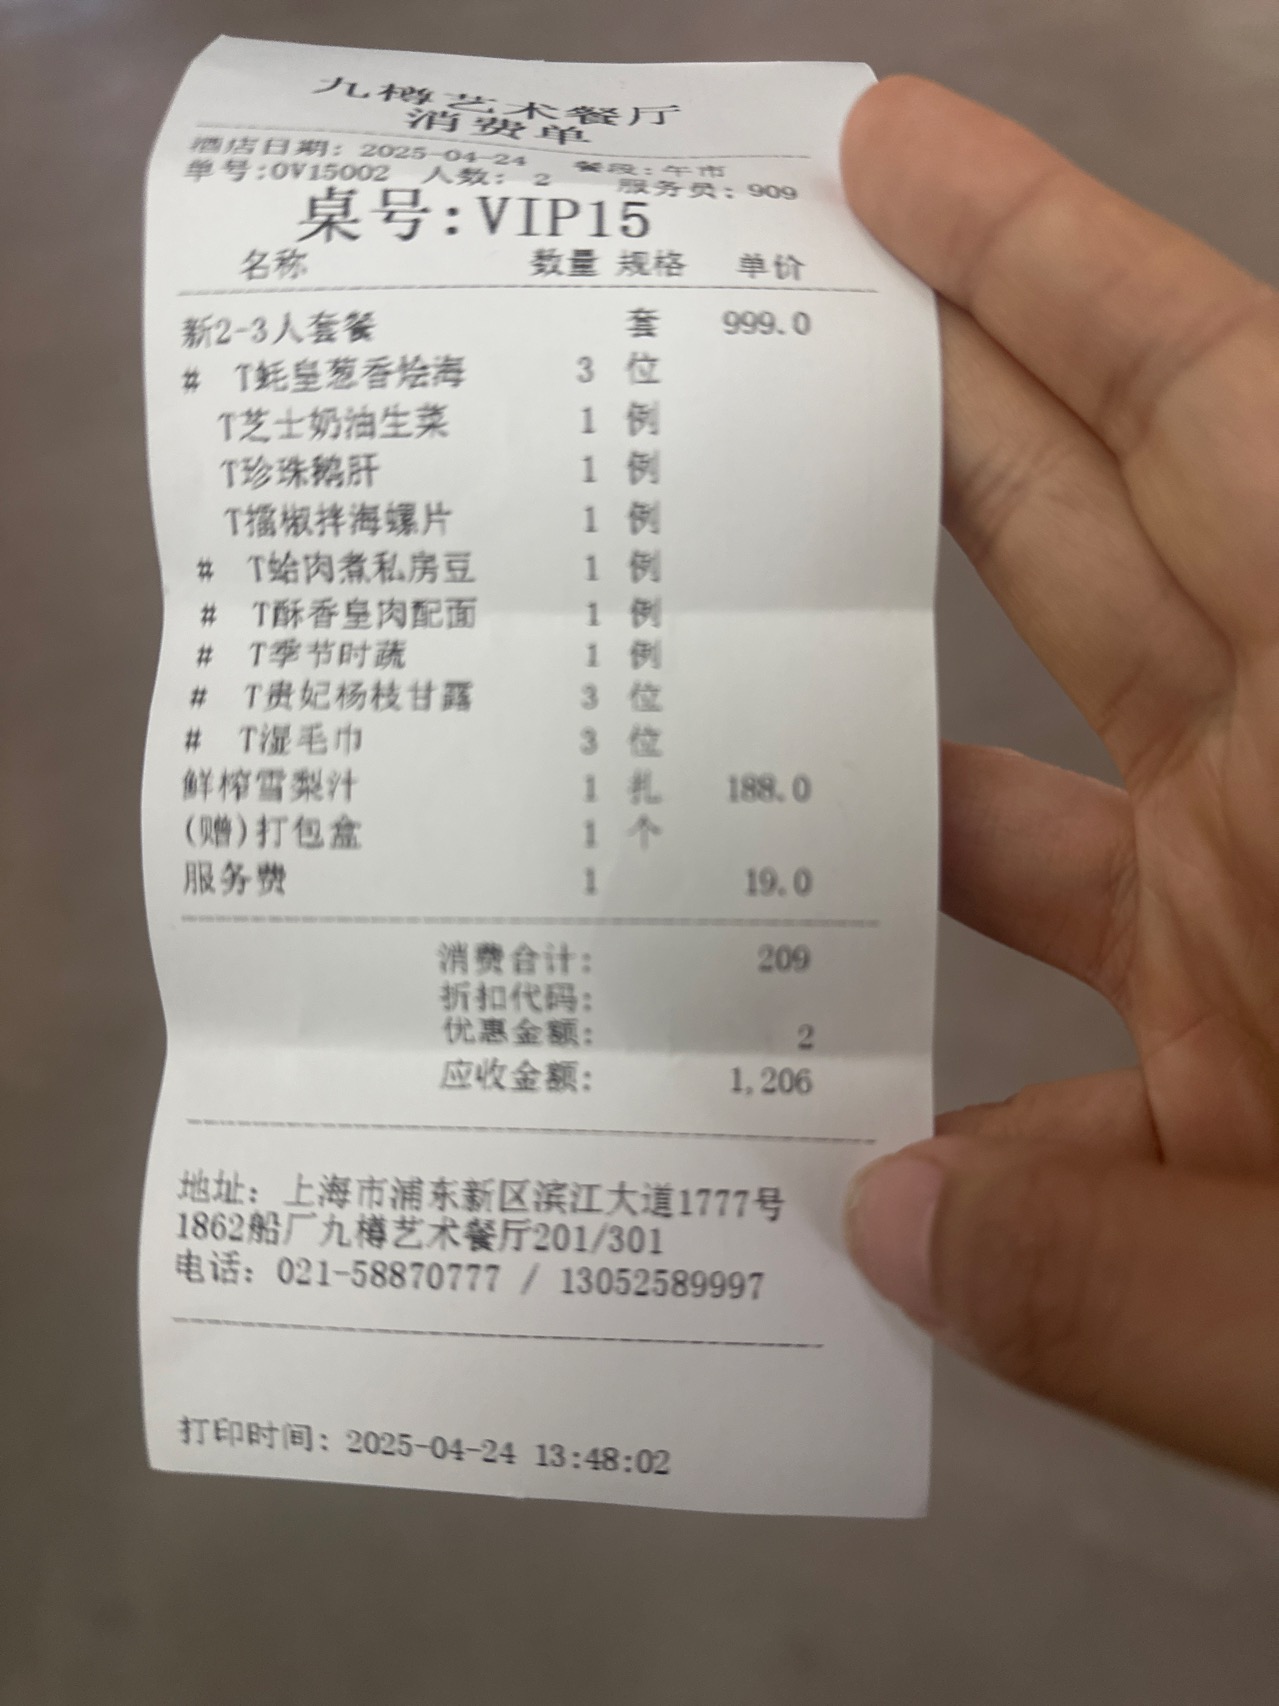 九樽艺术餐厅
消费单
酒店日期: 2025-04-24 餐段: 午市
单号:0V15002 人数: 2 服务员: 909
桌号:VIP15
名称 数量 规格 单价
新2-3人套餐 套 999.0
# T蚝皇葱香烩海 3 位
T芝士奶油生菜 1 例
T珍珠鹅肝 1 例
T擂椒拌海螺片 1 例
# T蛤肉煮私房豆 1 例
# T酥香皇肉配面 1 例
# T季节时蔬 1 例
# T贵妃杨枝甘露 3 位
# T湿毛巾 3 位
鲜榨雪梨汁 1 扎 188.0
(赠)打包盒 1 个
服务费 1 19.0
消费合计: 209
折扣代码:
优惠金额: 2
应收金额: 1,206
地址: 上海市浦东新区滨江大道1777号
1862船厂九樽艺术餐厅201/301
电话: 021-58870777 / 13052589997
打印时间: 2025-04-24 13:48:02